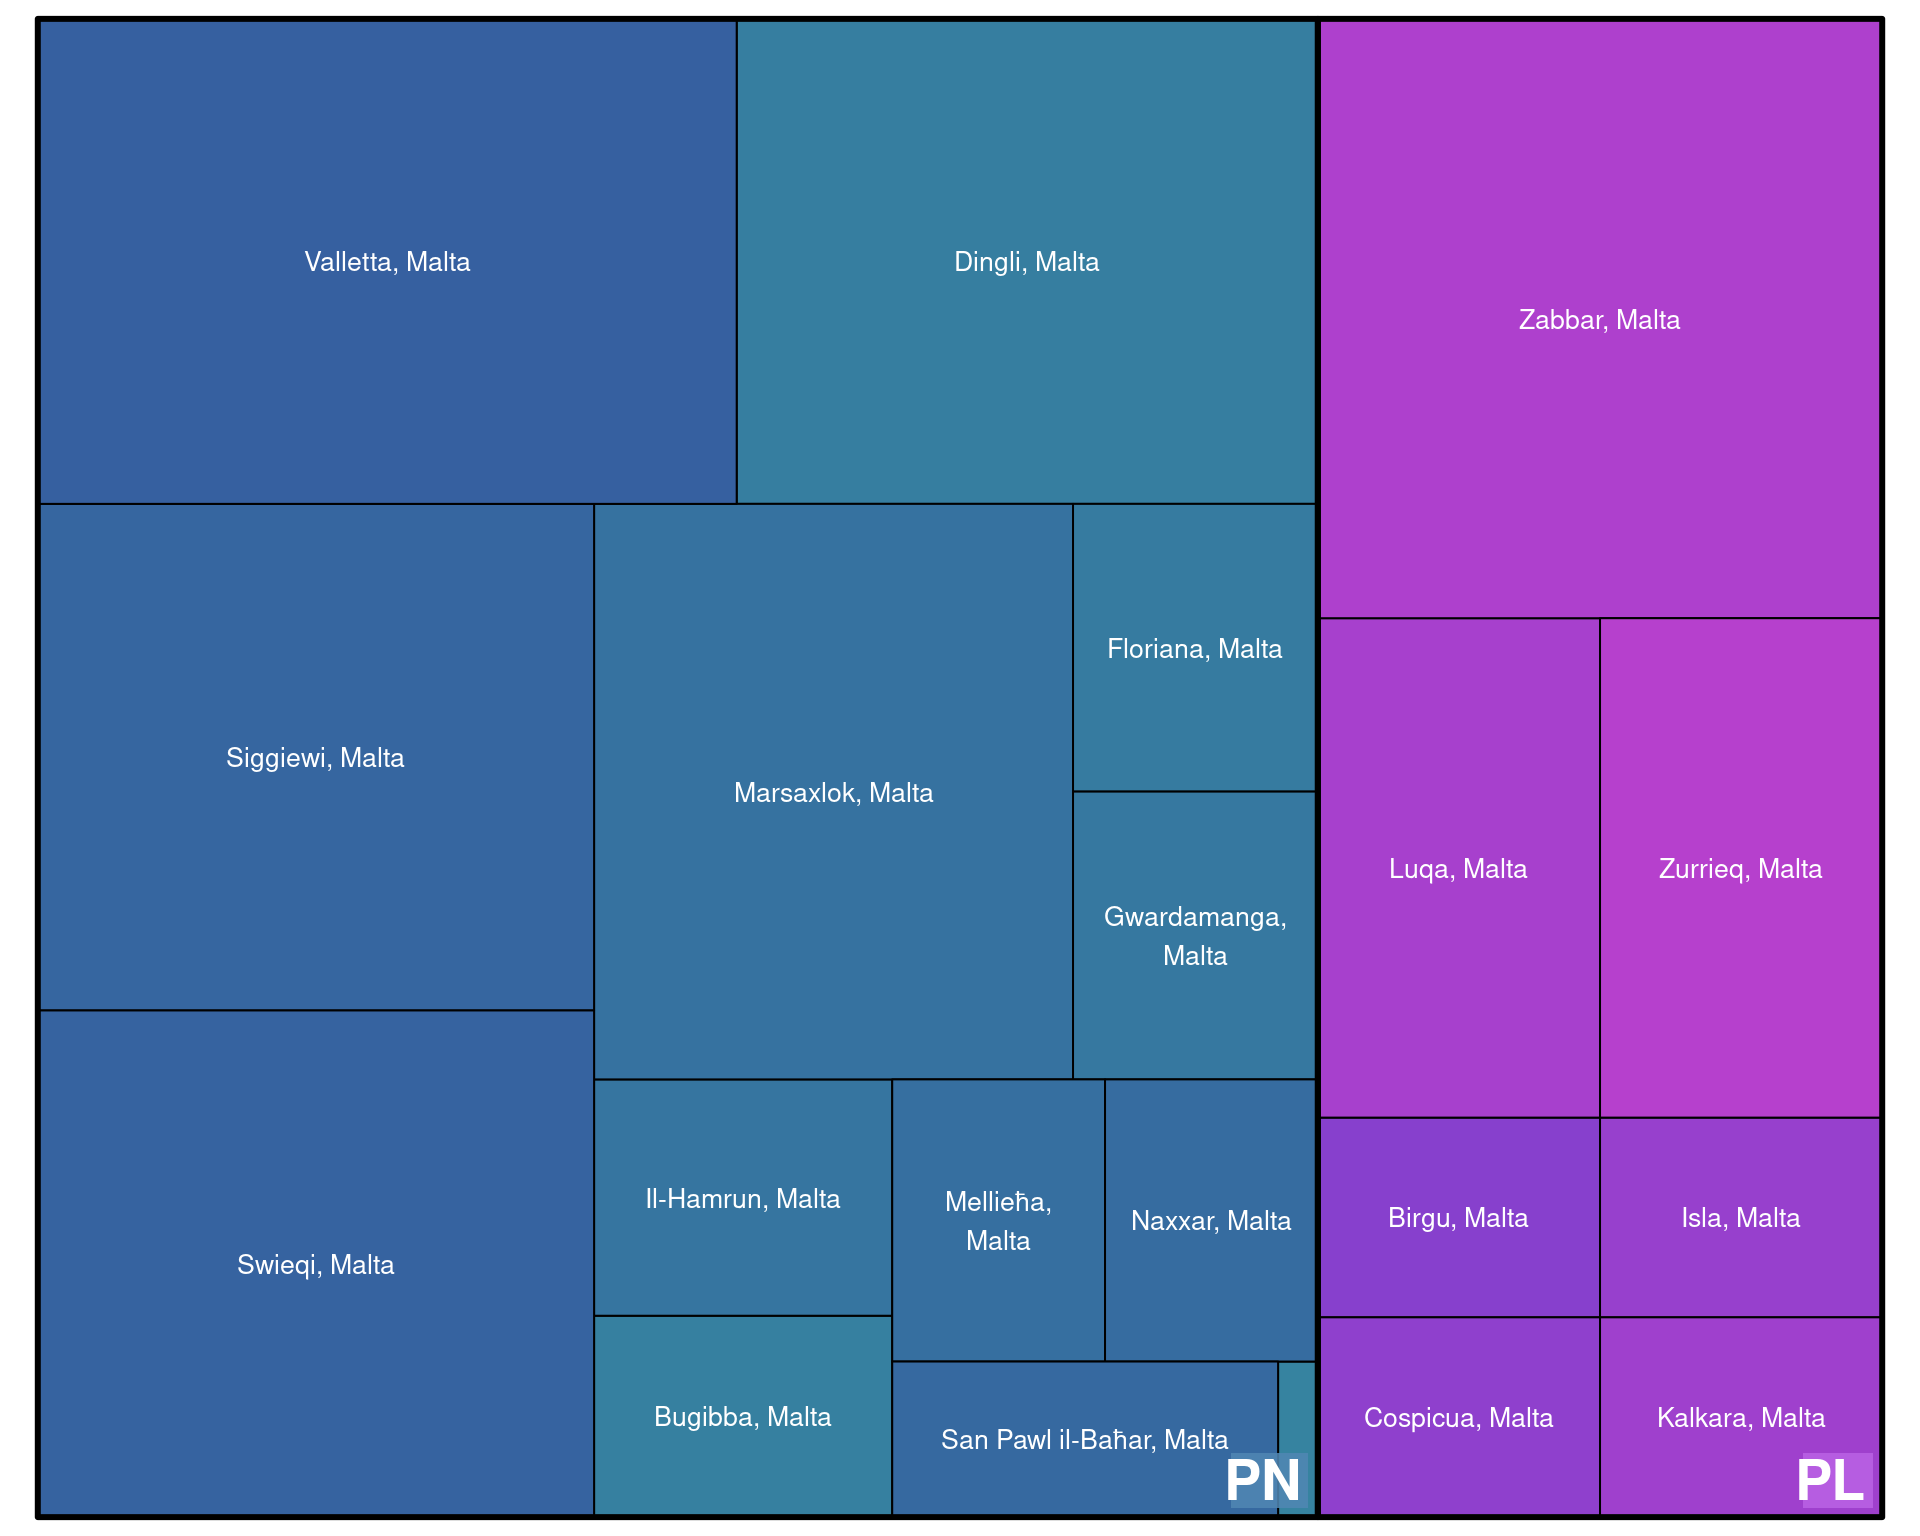 Valletta, Malta
Dingli, Malta
Zabbar, Malta
Siggiewi, Malta
Marsaxlok, Malta
Floriana, Malta
Gwardamanga,
Malta
Luqa, Malta
Zurrieq, Malta
Swieqi, Malta
Il-Hamrun, Malta
Mellieħa,
Malta
Naxxar, Malta
Birgu, Malta
Isla, Malta
Bugibba, Malta
San Pawl il-Baħar, Malta
Cospicua, Malta
Kalkara, Malta
PN
PL